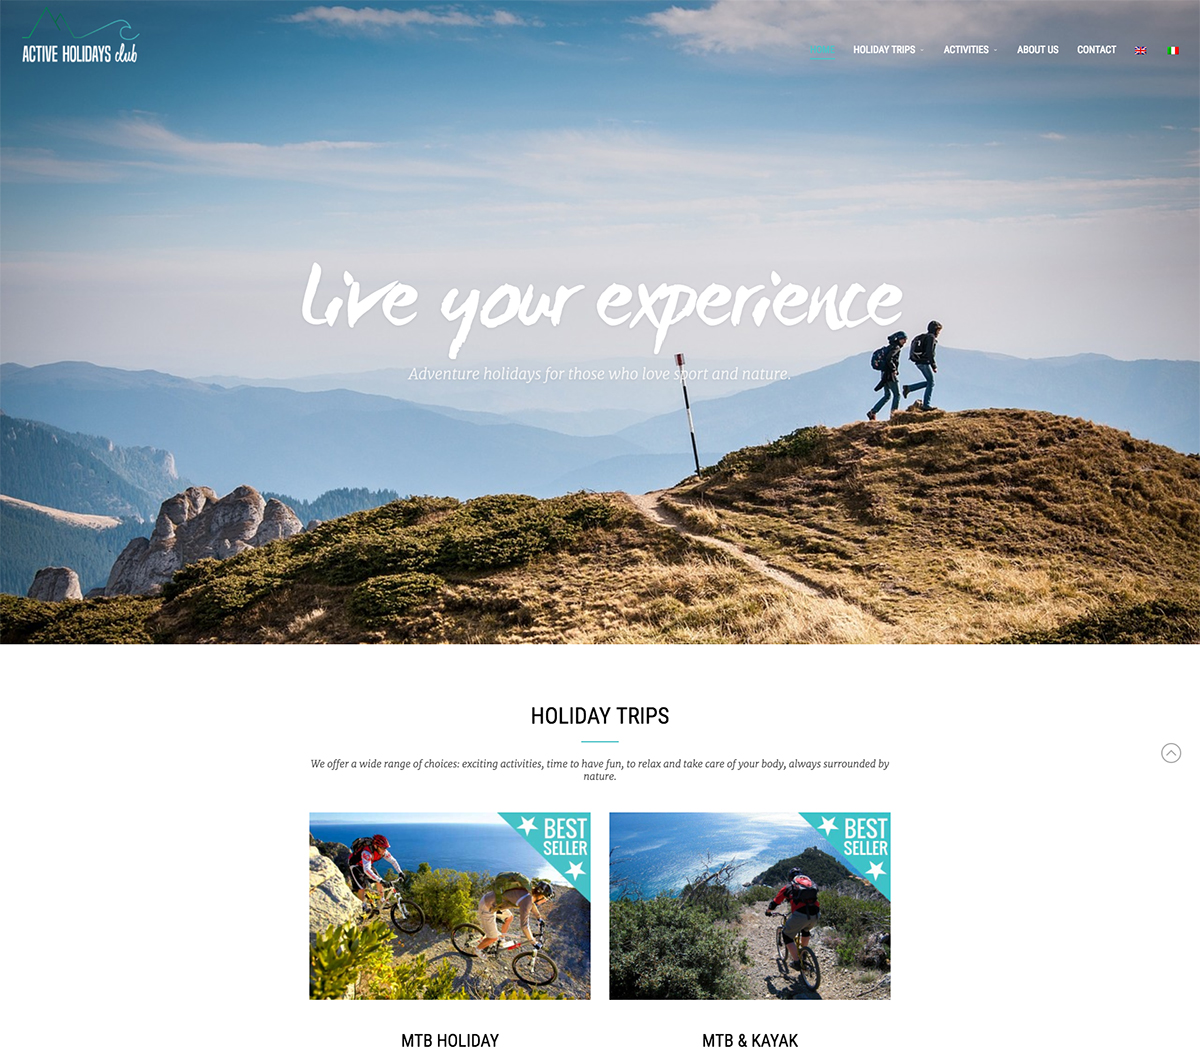 ACTIVE HOLIDAYS club
HOME HOLIDAY TRIPS ACTIVITIES ABOUT US CONTACT
Live your experience
Adventure holidays for those who love sport and nature.
HOLIDAY TRIPS
We offer a wide range of choices: exciting activities, time to have fun, to relax and take care of your body, always surrounded by
nature.
BEST
SELLER
BEST
SELLER
MTB HOLIDAY
MTB & KAYAK